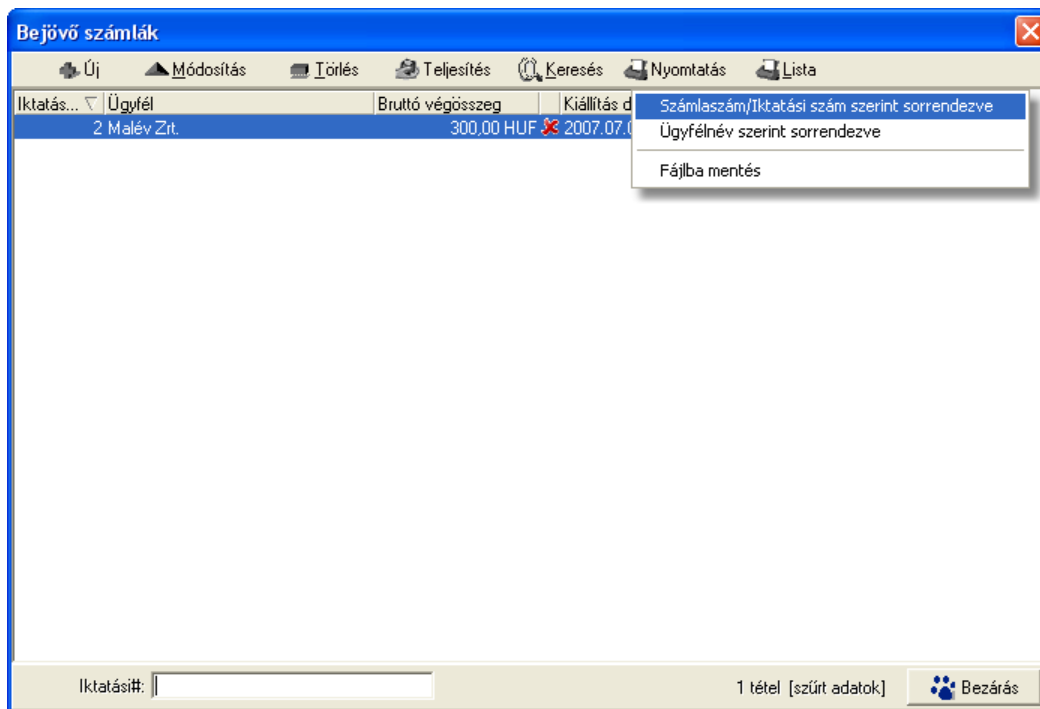 Bejövő számlák
Új Módosítás Törlés Teljesítés Keresés Nyomtatás Lista
Iktatás... Ügyfél Bruttó végösszeg Kiállítás d
2 Malév Zrt. 300,00 HUF 2007.07.0
Számlaszám/Iktatási szám szerint sorrendezve
Ügyfélnév szerint sorrendezve
Fájlba mentés
Iktatási#: 1 tétel [szűrt adatok] Bezárás